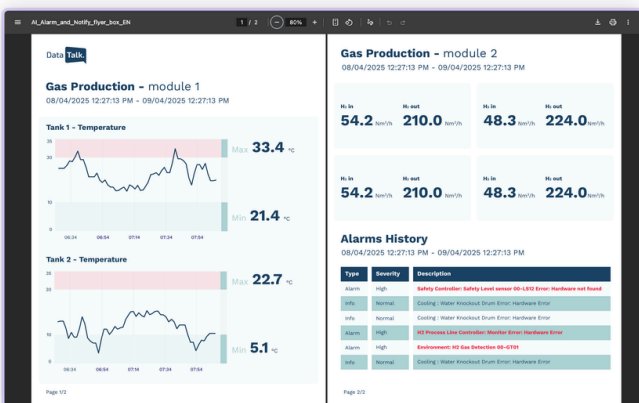 AI_Alarm_and_Notify_flyer_box_EN
1 / 2
80%
Data Talk.
Gas Production - module 1
08/04/2025 12:27:13 PM - 09/04/2025 12:27:13 PM
Tank 1 - Temperature
35
30
10
0
06:34 06:54 07:14 07:34 07:54
Max 33.4 °C
Min 21.4 °C
Tank 2 - Temperature
35
30
10
0
06:34 06:54 07:14 07:34 07:54
Max 22.7 °C
Min 5.1 °C
Page 1/2
Gas Production - module 2
08/04/2025 12:27:13 PM - 09/04/2025 12:27:13 PM
H₂ in H₂ out
54.2 Nm³/h 210.0 Nm³/h
H₂ in H₂ out
48.3 Nm³/h 224.0 Nm³/h
H₂ in H₂ out
54.2 Nm³/h 210.0 Nm³/h
H₂ in H₂ out
48.3 Nm³/h 224.0 Nm³/h
Alarms History
08/04/2025 12:27:13 PM - 09/04/2025 12:27:13 PM
Type Severity Description
Alarm High Safety Controller: Safety Level sensor 00-LS12 Error: Hardware not found
Info Normal Cooling : Water Knockout Drum Error: Hardware Error
Info Normal Cooling : Water Knockout Drum Error: Hardware Error
Alarm High H2 Process Line Controller: Monitor Error: Hardware Error
Alarm High Environment: H2 Gas Detection 00-GT01
Info Normal Cooling : Water Knockout Drum Error: Hardware Error
Page 2/2